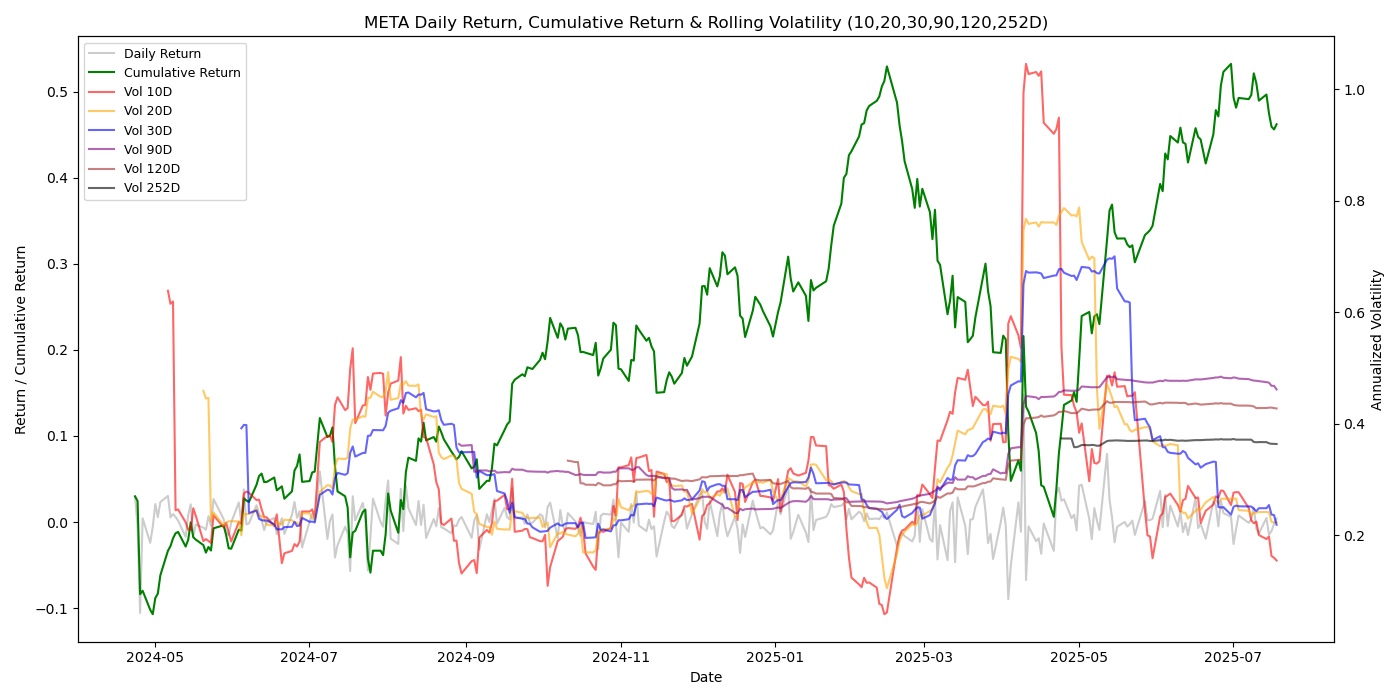 META Daily Return, Cumulative Return & Rolling Volatility (10,20,30,90,120,252D)
Daily Return
Cumulative Return
Vol 10D
Vol 20D
Vol 30D
Vol 90D
Vol 120D
Vol 252D
Return / Cumulative Return
0.5
0.4
0.3
0.2
0.1
0.0
−0.1
1.0
0.8
0.6
0.4
0.2
Annualized Volatility
2024-05
2024-07
2024-09
2024-11
2025-01
2025-03
2025-05
2025-07
Date